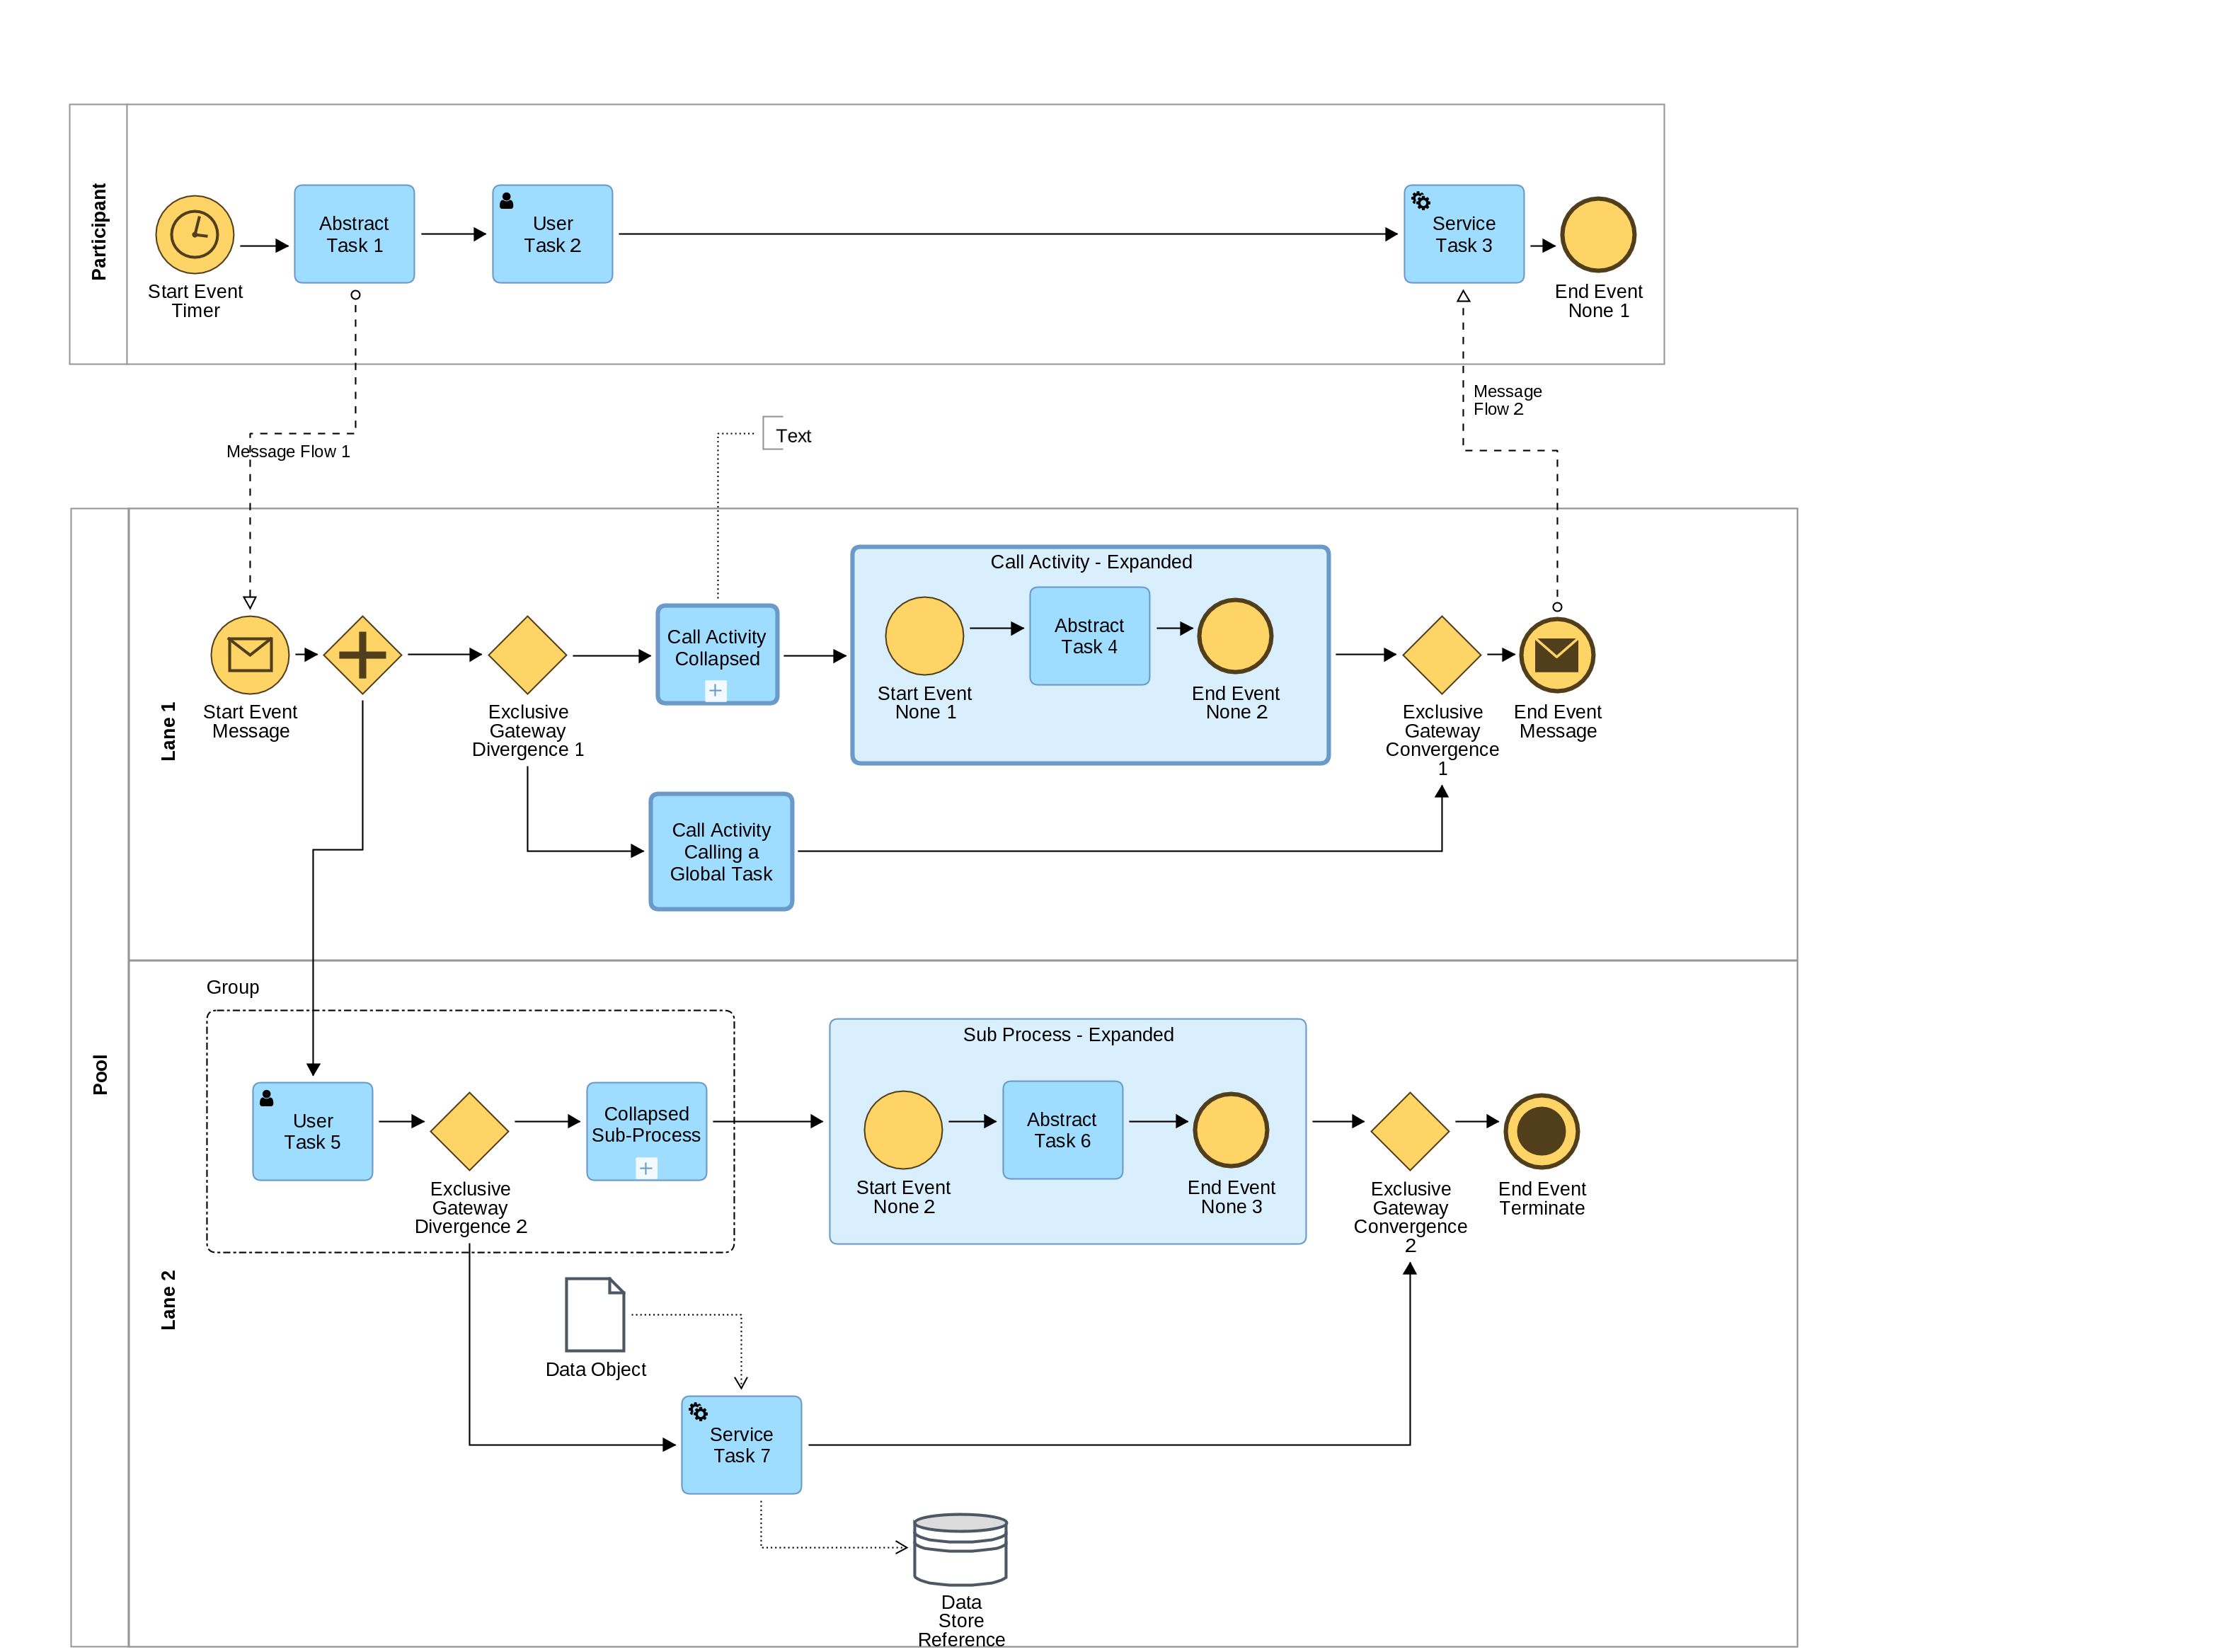 Participant
Start Event
Timer
Abstract
Task 1
User
Task 2
Service
Task 3
End Event
None 1
Message Flow 1
Text
Message
Flow 2
Pool
Lane 1
Start Event
Message
Exclusive
Gateway
Divergence 1
Call Activity
Collapsed
Call Activity - Expanded
Start Event
None 1
Abstract
Task 4
End Event
None 2
Exclusive
Gateway
Convergence
1
End Event
Message
Call Activity
Calling a
Global Task
Lane 2
Group
User
Task 5
Exclusive
Gateway
Divergence 2
Collapsed
Sub-Process
Sub Process - Expanded
Start Event
None 2
Abstract
Task 6
End Event
None 3
Exclusive
Gateway
Convergence
2
End Event
Terminate
Data Object
Service
Task 7
Data
Store
Reference